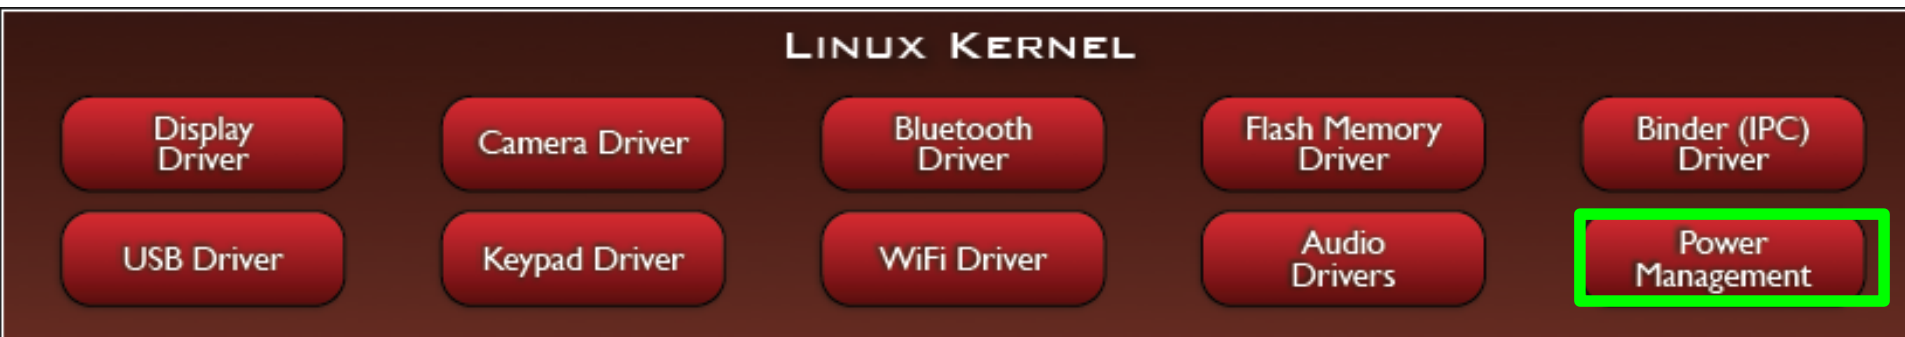 LINUX KERNEL
Display
Driver
Camera Driver
Bluetooth
Driver
Flash Memory
Driver
Binder (IPC)
Driver
USB Driver
Keypad Driver
WiFi Driver
Audio
Drivers
Power
Management